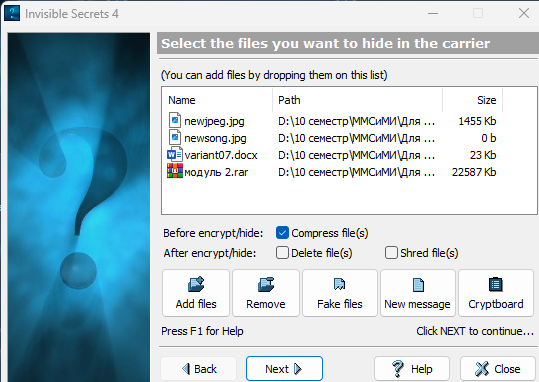 Invisible Secrets 4
Select the files you want to hide in the carrier
(You can add files by dropping them on this list)
Name Path Size
newjpeg.jpg D:\10 семестр\ММСиМИ\Для ... 1455 Kb
newsong.jpg D:\10 семестр\ММСиМИ\Для ... 0 b
variant07.docx D:\10 семестр\ММСиМИ\Для ... 23 Kb
модуль 2.rar D:\10 семестр\ММСиМИ\Для ... 22587 Kb
Before encrypt/hide: Compress file(s)
After encrypt/hide: Delete file(s) Shred file(s)
Add files Remove Fake files New message Cryptboard
Press F1 for Help Click NEXT to continue...
Back Next Help Close